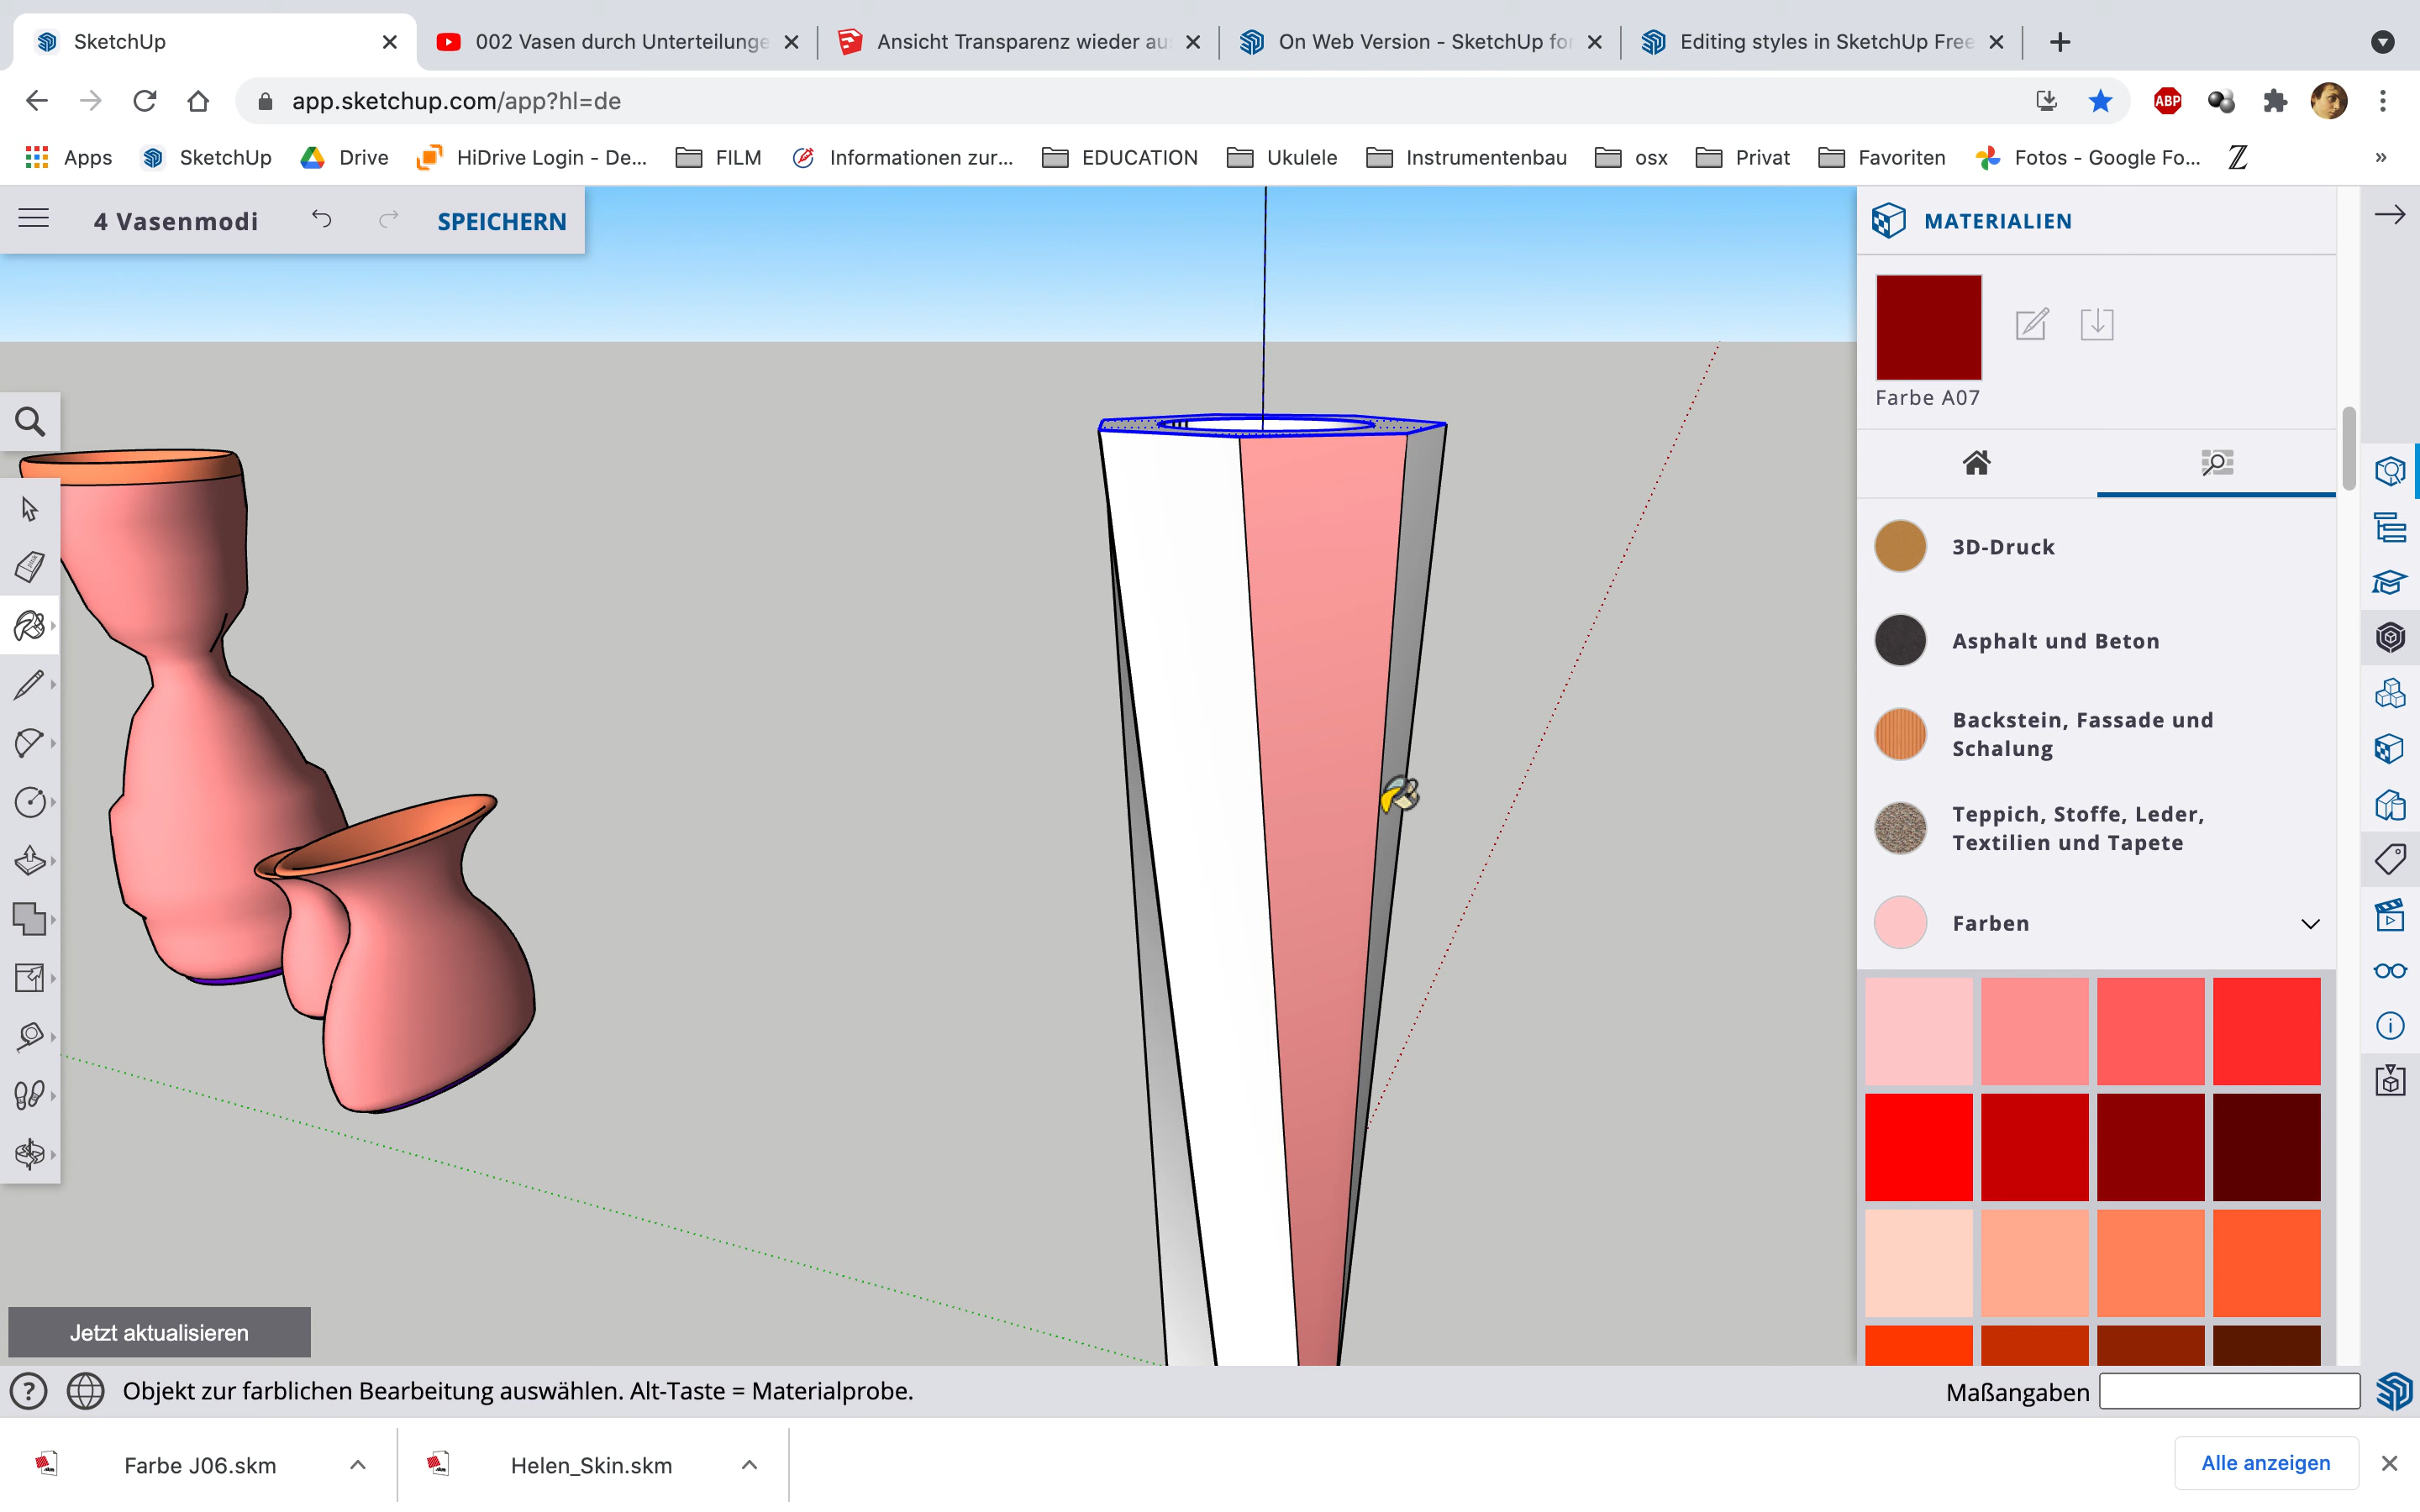 SketchUp
002 Vasen durch Unterteilunge
Ansicht Transparenz wieder au
On Web Version - SketchUp for
Editing styles in SketchUp Free
app.sketchup.com/app?hl=de
ABP
Apps
SketchUp
Drive
HiDrive Login - De...
FILM
Informationen zur...
EDUCATION
Ukulele
Instrumentenbau
osx
Privat
Favoriten
Fotos - Google Fo...
Z
»
4 Vasenmodi
SPEICHERN
MATERIALIEN
Farbe A07
3D-Druck
Asphalt und Beton
Backstein, Fassade und
Schalung
Teppich, Stoffe, Leder,
Textilien und Tapete
Farben
Jetzt aktualisieren
Objekt zur farblichen Bearbeitung auswählen. Alt-Taste = Materialprobe.
Maßangaben
Farbe J06.skm
Helen_Skin.skm
Alle anzeigen